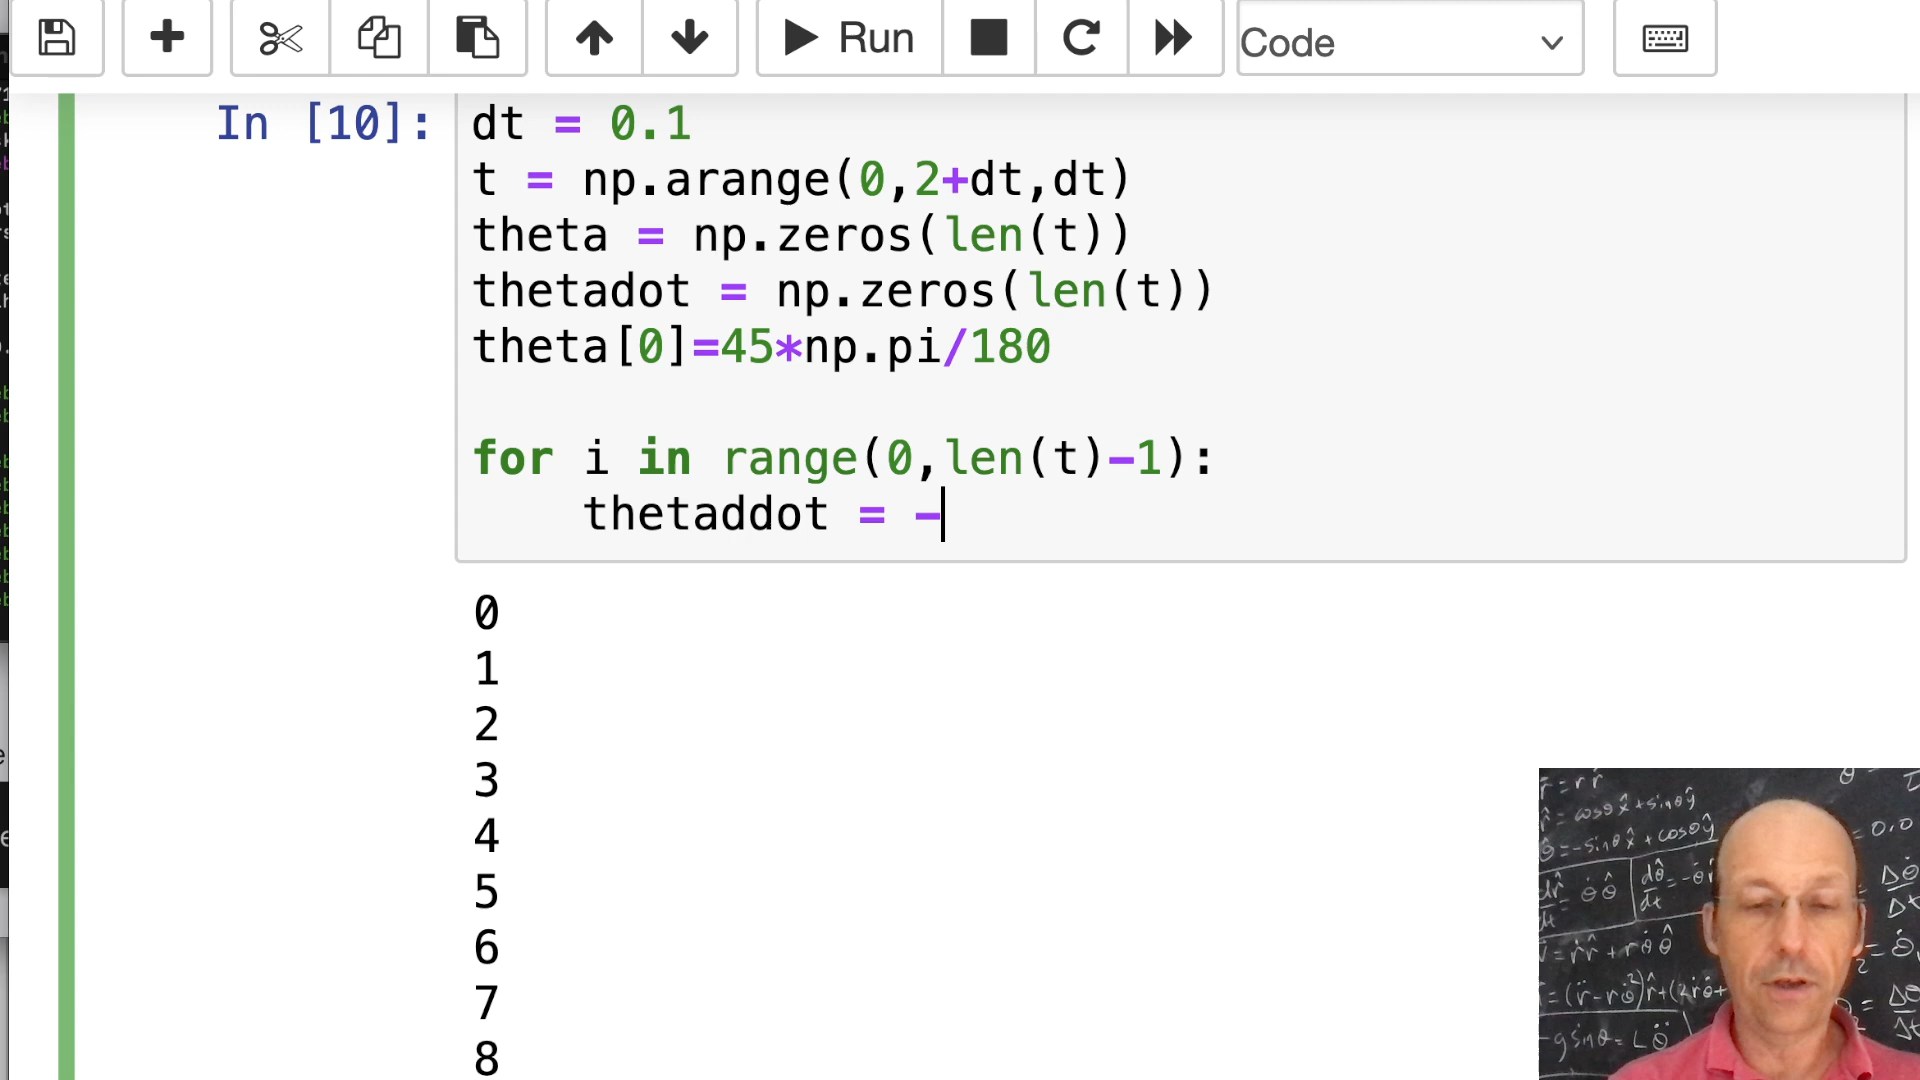 Run
Code
In [10]:
dt = 0.1
t = np.arange(0,2+dt,dt)
theta = np.zeros(len(t))
thetadot = np.zeros(len(t))
theta[0]=45*np.pi/180
for i in range(0,len(t)-1):
    thetaddot = -
0
1
2
3
4
5
6
7
8